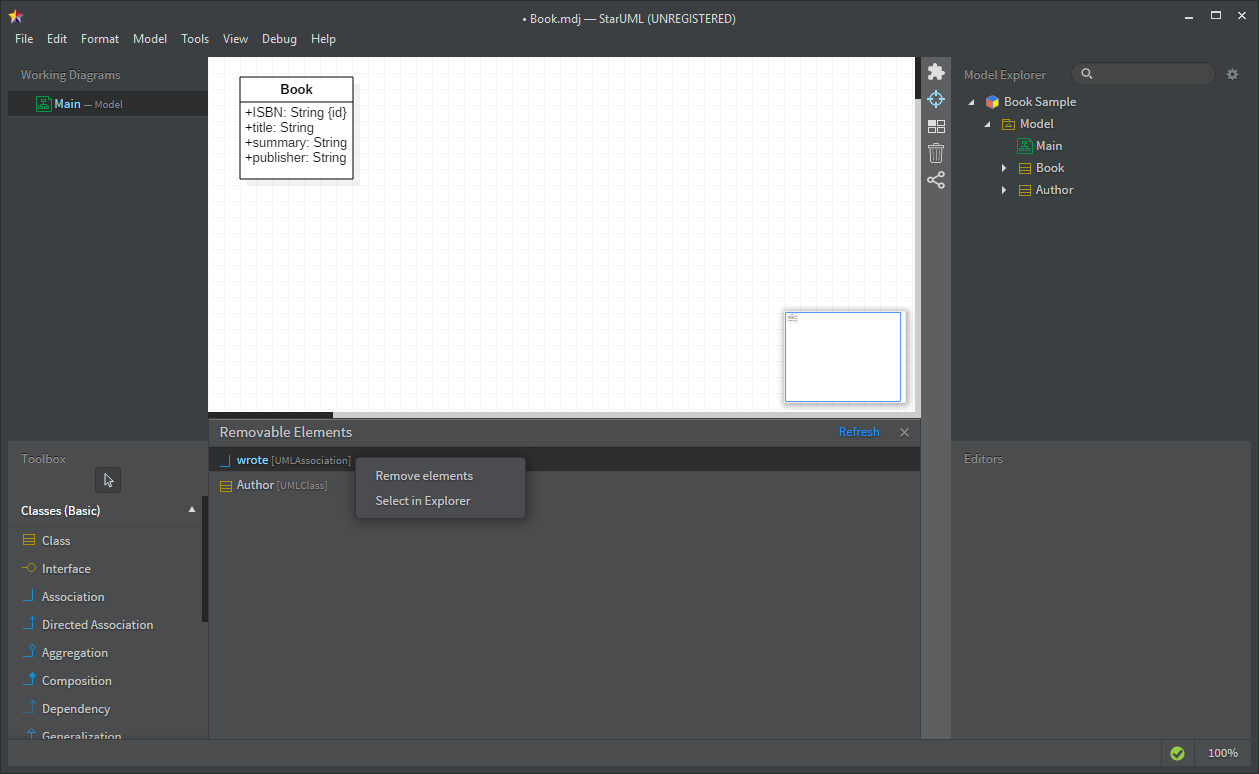 • Book.mdj — StarUML (UNREGISTERED)
File Edit Format Model Tools View Debug Help
Working Diagrams
Main — Model
Book
+ISBN: String {id}
+title: String
+summary: String
+publisher: String
Model Explorer
Book Sample
Model
Main
Book
Author
Removable Elements Refresh
wrote [UMLAssociation]
Author [UMLClass]
Remove elements
Select in Explorer
Toolbox
Classes (Basic)
Class
Interface
Association
Directed Association
Aggregation
Composition
Dependency
Generalization
Editors
100%